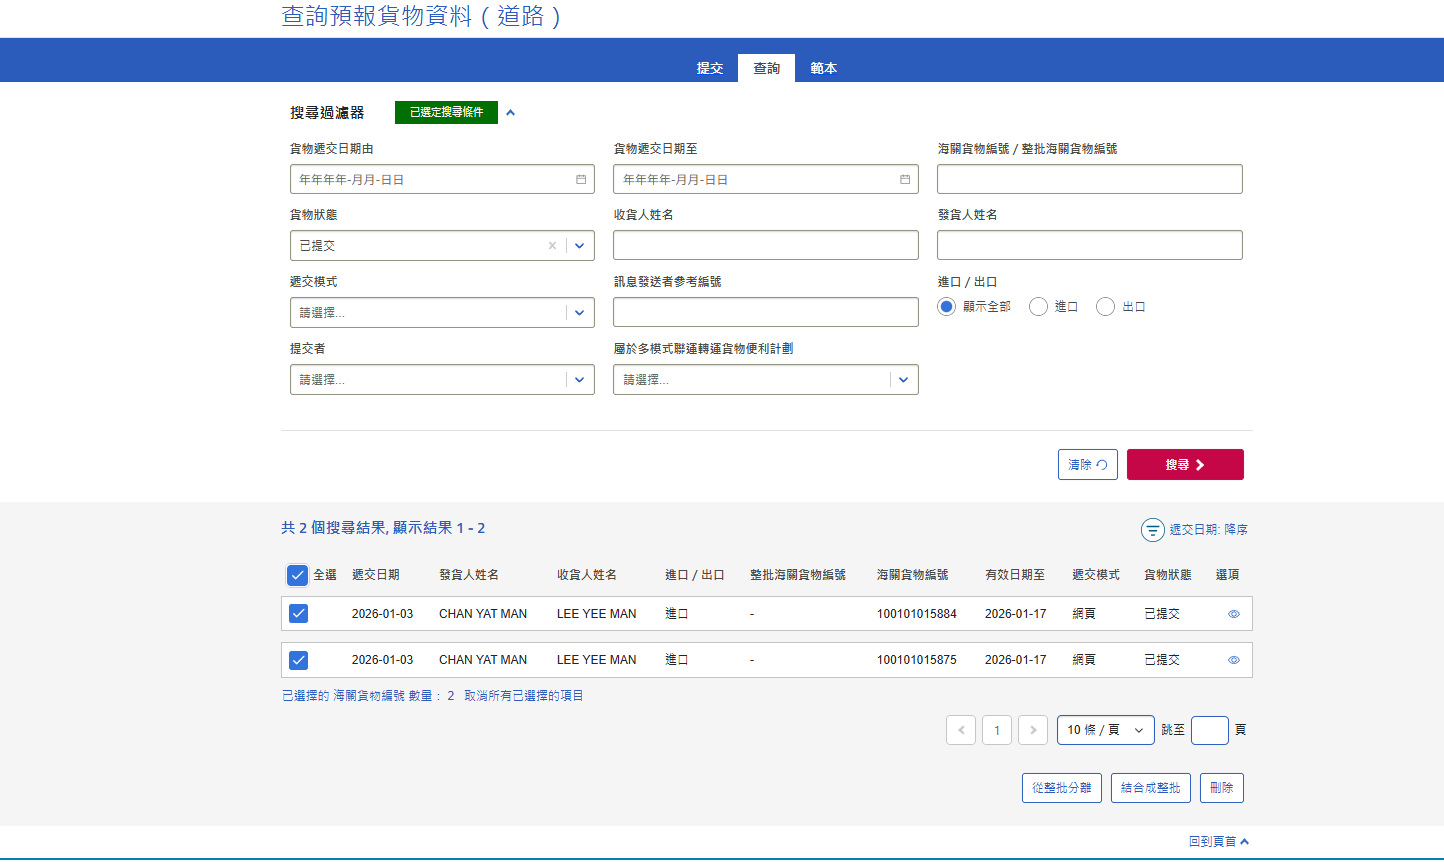 查詢預報貨物資料 ( 道路 )
提交 查詢 範本
搜尋過濾器 已選定搜尋條件
貨物遞交日期由 貨物遞交日期至 海關貨物編號 / 整批海關貨物編號
年年年年-月月-日日 年年年年-月月-日日
貨物狀態 收貨人姓名 發貨人姓名
已提交
遞交模式 訊息發送者參考編號 進口 / 出口
請選擇... 顯示全部 進口 出口
提交者 屬於多模式聯運轉運貨物便利計劃
請選擇... 請選擇...
清除 搜尋
共 2 個搜尋結果, 顯示結果 1 - 2 遞交日期: 降序
全選 遞交日期 發貨人姓名 收貨人姓名 進口 / 出口 整批海關貨物編號 海關貨物編號 有效日期至 遞交模式 貨物狀態 選項
2026-01-03 CHAN YAT MAN LEE YEE MAN 進口 - 100101015884 2026-01-17 網頁 已提交
2026-01-03 CHAN YAT MAN LEE YEE MAN 進口 - 100101015875 2026-01-17 網頁 已提交
已選擇的 海關貨物編號 數量 : 2 取消所有已選擇的項目
1 10 條 / 頁 跳至 頁
從整批分離 結合成整批 刪除
回到頁首